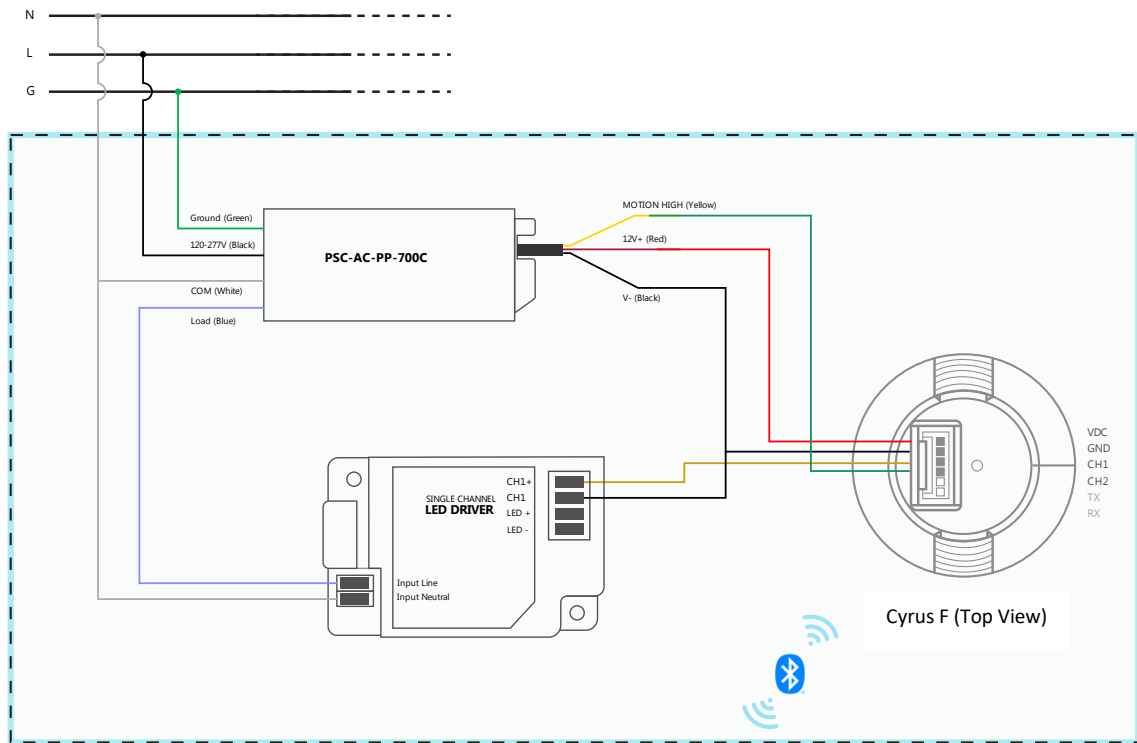 N
L
G
Ground (Green)
120-277V (Black)
COM (White)
Load (Blue)
PSC-AC-PP-700C
MOTION HIGH (Yellow)
12V+ (Red)
V- (Black)
VDC
GND
CH1
CH2
TX
RX
Cyrus F (Top View)
SINGLE CHANNEL
LED DRIVER
CH1+
CH1
LED +
LED -
Input Line
Input Neutral